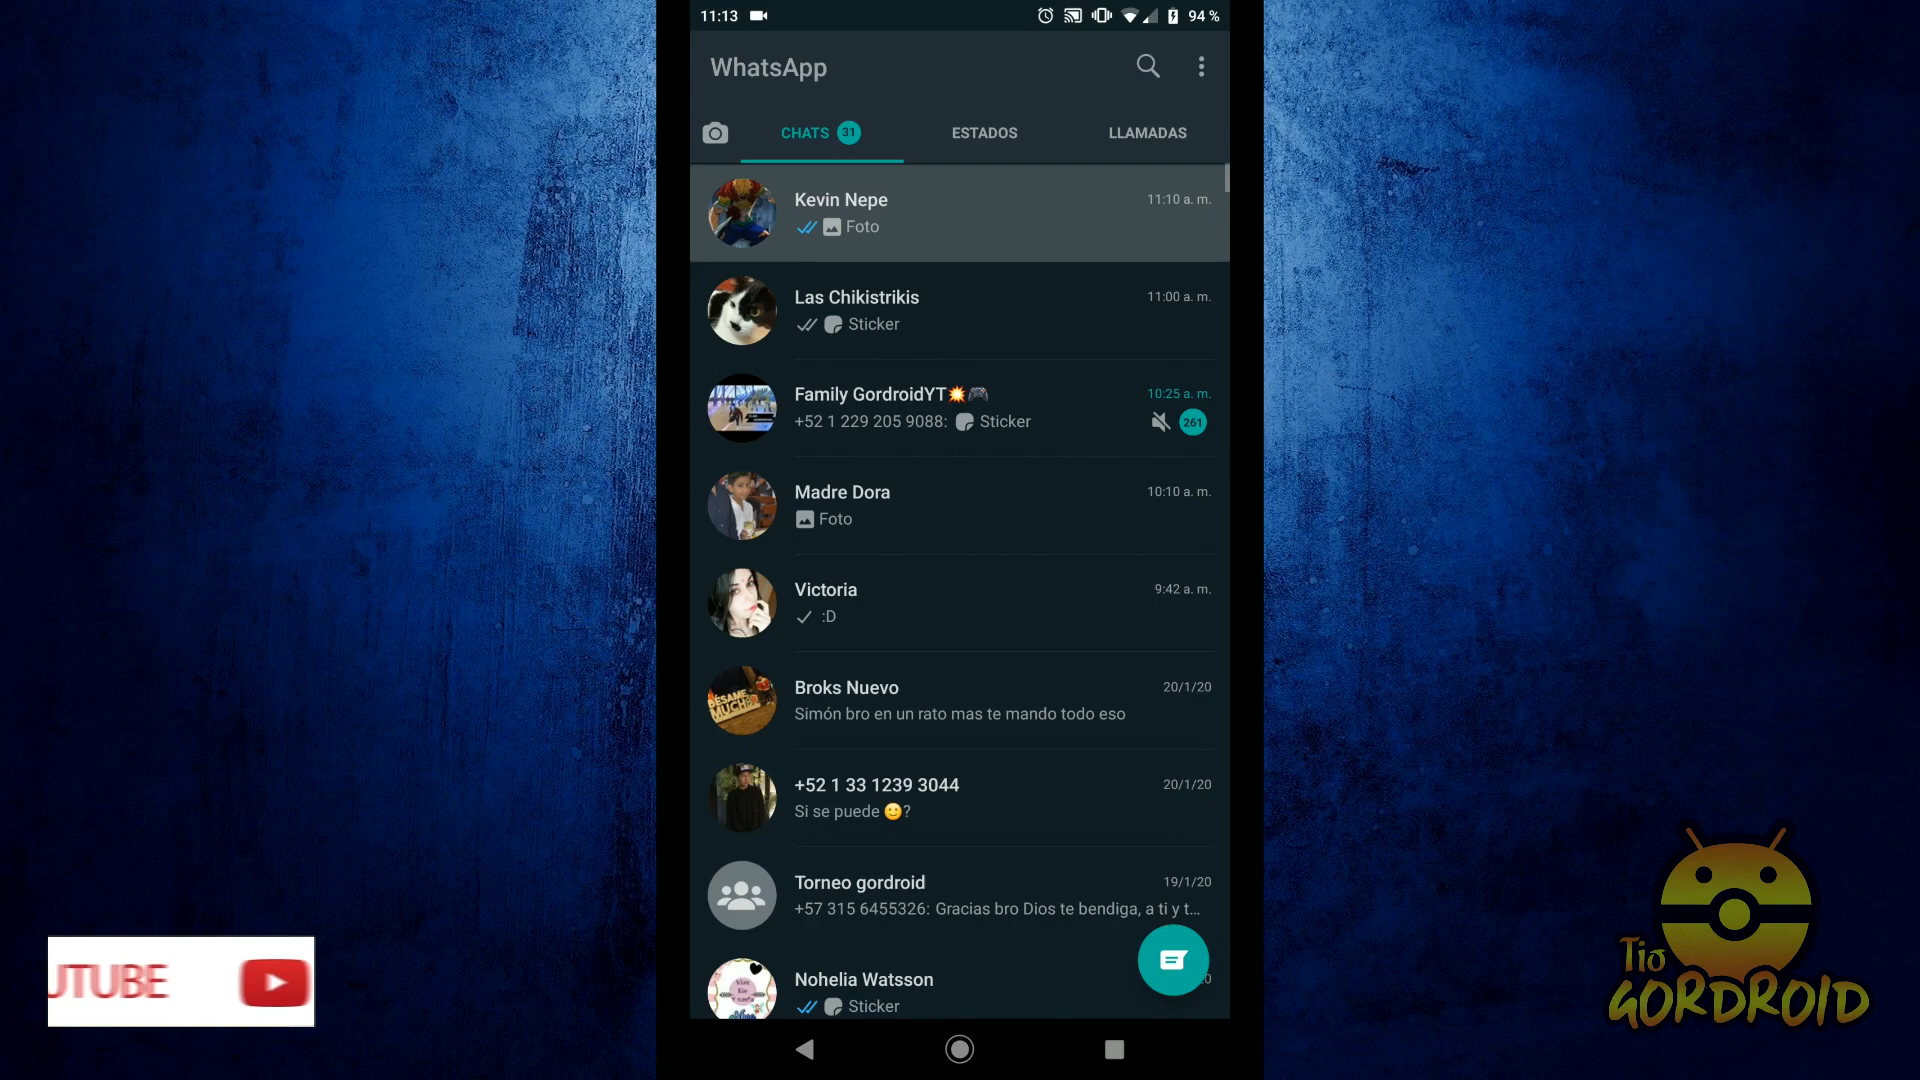 11:13
94 %
WhatsApp
CHATS 31
ESTADOS
LLAMADAS
Kevin Nepe
11:10 a. m.
Foto
Las Chikistrikis
11:00 a. m.
Sticker
Family GordroidYT💥🎮
10:25 a. m.
+52 1 229 205 9088: Sticker
261
Madre Dora
10:10 a. m.
Foto
Victoria
9:42 a. m.
:D
Broks Nuevo
20/1/20
Simón bro en un rato mas te mando todo eso
+52 1 33 1239 3044
20/1/20
Si se puede 🙂?
Torneo gordroid
19/1/20
+57 315 6455326: Gracias bro Dios te bendiga, a ti y t...
Nohelia Watsson
Sticker
UTUBE
Tio
GORDROID